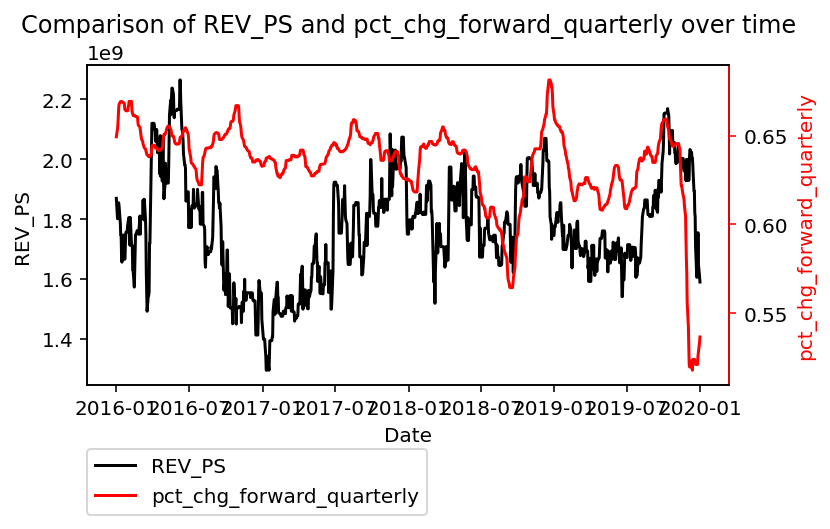 Comparison of REV_PS and pct_chg_forward_quarterly over time
1e9
2.2
2.0
1.8
1.6
1.4
REV_PS
0.65
0.60
0.55
pct_chg_forward_quarterly
2016-01 2016-07 2017-01 2017-07 2018-01 2018-07 2019-01 2019-07 2020-01
Date
REV_PS
pct_chg_forward_quarterly